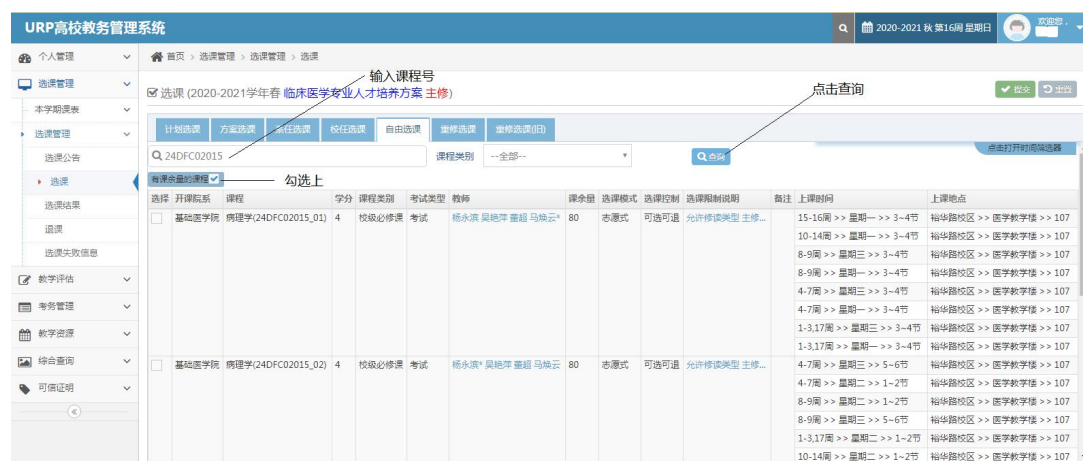 URP高校教务管理系统
2020-2021 秋 第16周 星期日
欢迎您,
个人管理
首页 > 选课管理 > 选课管理 > 选课
选课管理
输入课程号
点击查询
选课 (2020-2021学年春 临床医学专业人才培养方案 主修)
提交
重置
本学期课表
选课管理
计划选课 方案选课 系任选课 校任选课 自由选课 重修选课 重修选课(旧)
选课公告
24DFC02015
课程类别 --全部--
查询
点击打开时间筛选器
选课
有课余量的课程
勾选上
选课结果
退课
选课失败信息
教学评估
考务管理
教学资源
综合查询
可信证明
选择 开课院系 课程 学分 课程类别 考试类型 教师 课余量 选课模式 选课控制 选课限制说明 备注 上课时间 上课地点
基础医学院 病理学(24DFC02015_01) 4 校级必修课 考试 杨永滨 吴艳萍 董超 马焕云* 80 志愿式 可选可退 允许修读类型 主修... 15-16周 >> 星期一 >> 3~4节 裕华路校区 >> 医学教学楼 >> 107
10-14周 >> 星期一 >> 3~4节 裕华路校区 >> 医学教学楼 >> 107
8-9周 >> 星期三 >> 3~4节 裕华路校区 >> 医学教学楼 >> 107
8-9周 >> 星期一 >> 3~4节 裕华路校区 >> 医学教学楼 >> 107
4-7周 >> 星期三 >> 3~4节 裕华路校区 >> 医学教学楼 >> 107
4-7周 >> 星期一 >> 3~4节 裕华路校区 >> 医学教学楼 >> 107
1-3,17周 >> 星期三 >> 3~4节 裕华路校区 >> 医学教学楼 >> 107
1-3,17周 >> 星期一 >> 3~4节 裕华路校区 >> 医学教学楼 >> 107
基础医学院 病理学(24DFC02015_02) 4 校级必修课 考试 杨永滨* 吴艳萍 董超 马焕云 80 志愿式 可选可退 允许修读类型 主修... 4-7周 >> 星期三 >> 5~6节 裕华路校区 >> 医学教学楼 >> 107
4-7周 >> 星期二 >> 1~2节 裕华路校区 >> 医学教学楼 >> 107
8-9周 >> 星期二 >> 1~2节 裕华路校区 >> 医学教学楼 >> 107
8-9周 >> 星期三 >> 5~6节 裕华路校区 >> 医学教学楼 >> 107
1-3,17周 >> 星期二 >> 1~2节 裕华路校区 >> 医学教学楼 >> 107
10-14周 >> 星期二 >> 1~2节 裕华路校区 >> 医学教学楼 >> 107